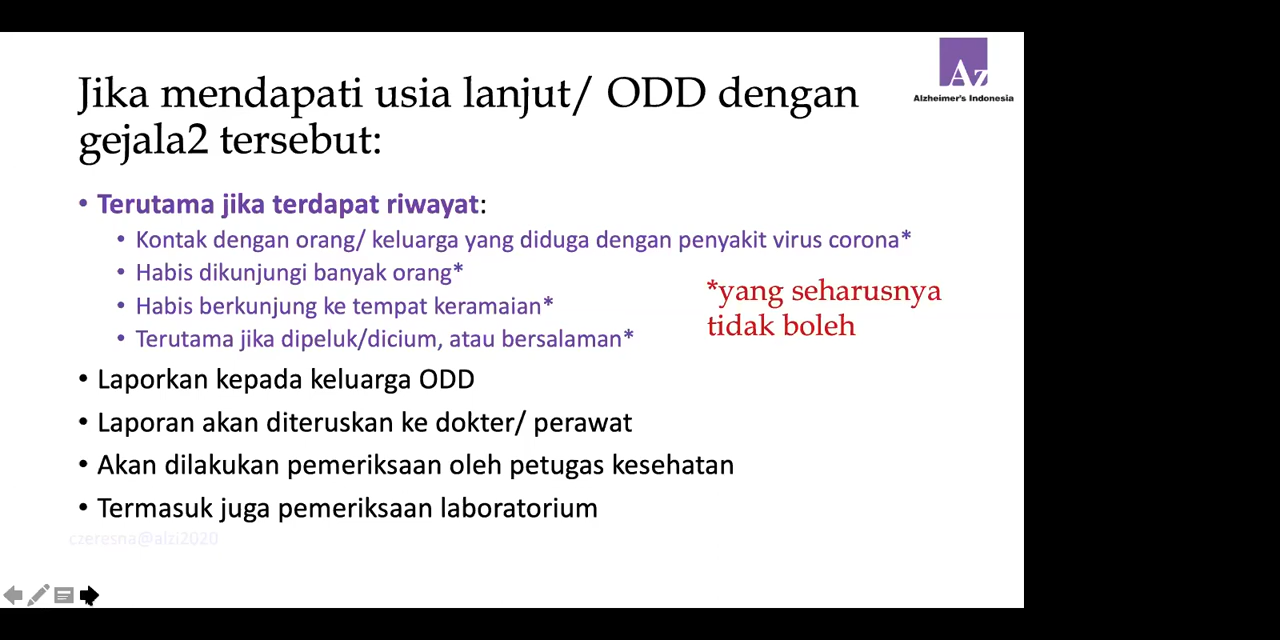 Az
Alzheimer's Indonesia
Jika mendapati usia lanjut/ ODD dengan
gejala2 tersebut:
• Terutama jika terdapat riwayat:
• Kontak dengan orang/ keluarga yang diduga dengan penyakit virus corona*
• Habis dikunjungi banyak orang*
• Habis berkunjung ke tempat keramaian*
• Terutama jika dipeluk/dicium, atau bersalaman*
*yang seharusnya
tidak boleh
• Laporkan kepada keluarga ODD
• Laporan akan diteruskan ke dokter/ perawat
• Akan dilakukan pemeriksaan oleh petugas kesehatan
• Termasuk juga pemeriksaan laboratorium
czeresna@alzi2020